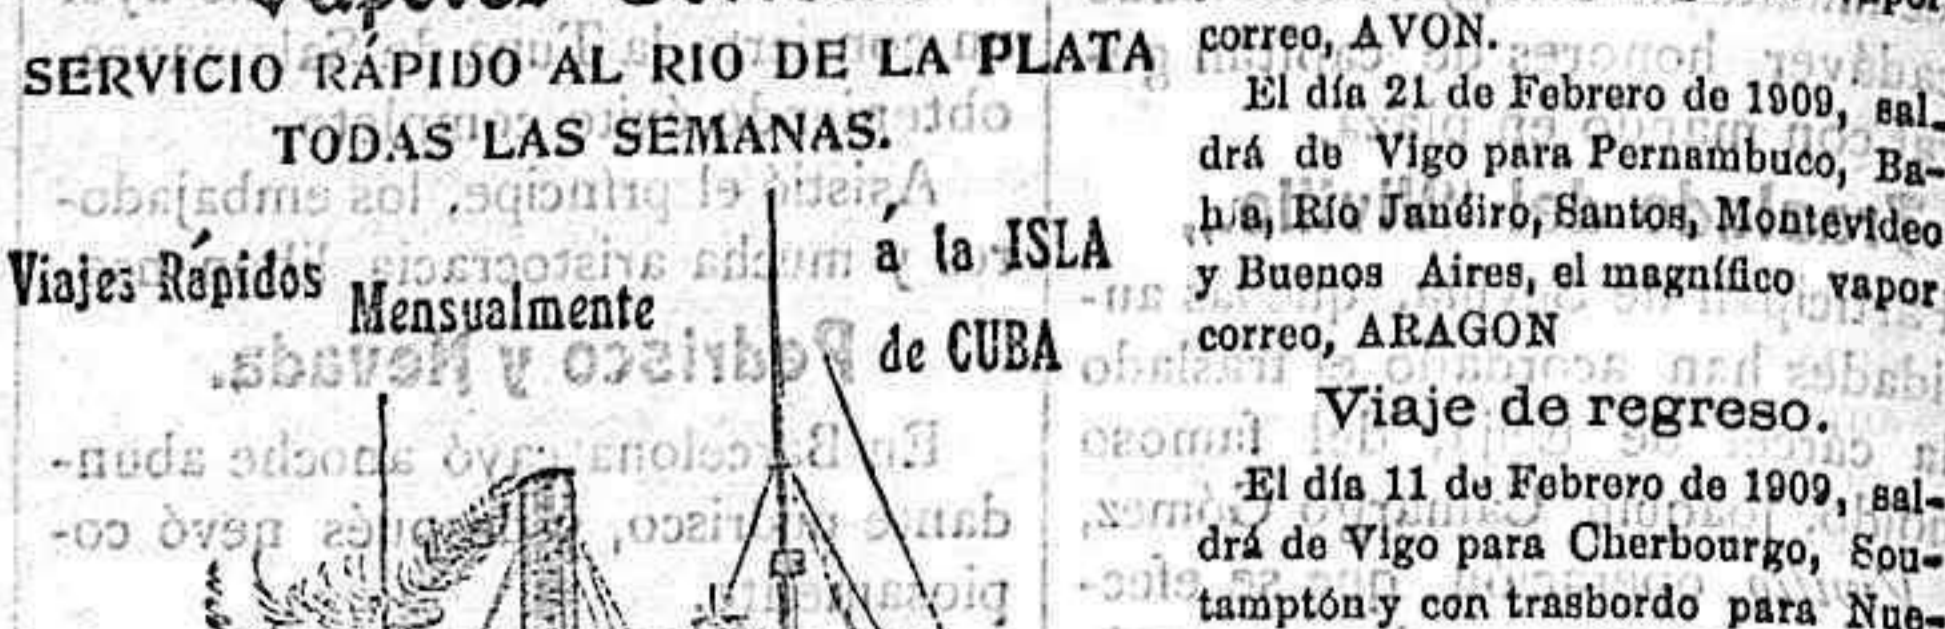 SERVICIO RÁPIDO AL RIO DE LA PLATA
TODAS LAS SEMANAS.
Viajes Rápidos
Mensualmente
á la ISLA
de CUBA
correo, AVON.
El día 21 de Febrero de 1909, sal-
drá de Vigo para Pernambuco, Ba-
hia, Río Janéiro, Santos, Montevideo
y Buenos Aires, el magnífico vapor
correo, ARAGON
Viaje de regreso.
El día 11 de Febrero de 1909, sal-
drá de Vigo para Cherbourgo, Sou-
tamptón y con trasbordo para Nue-